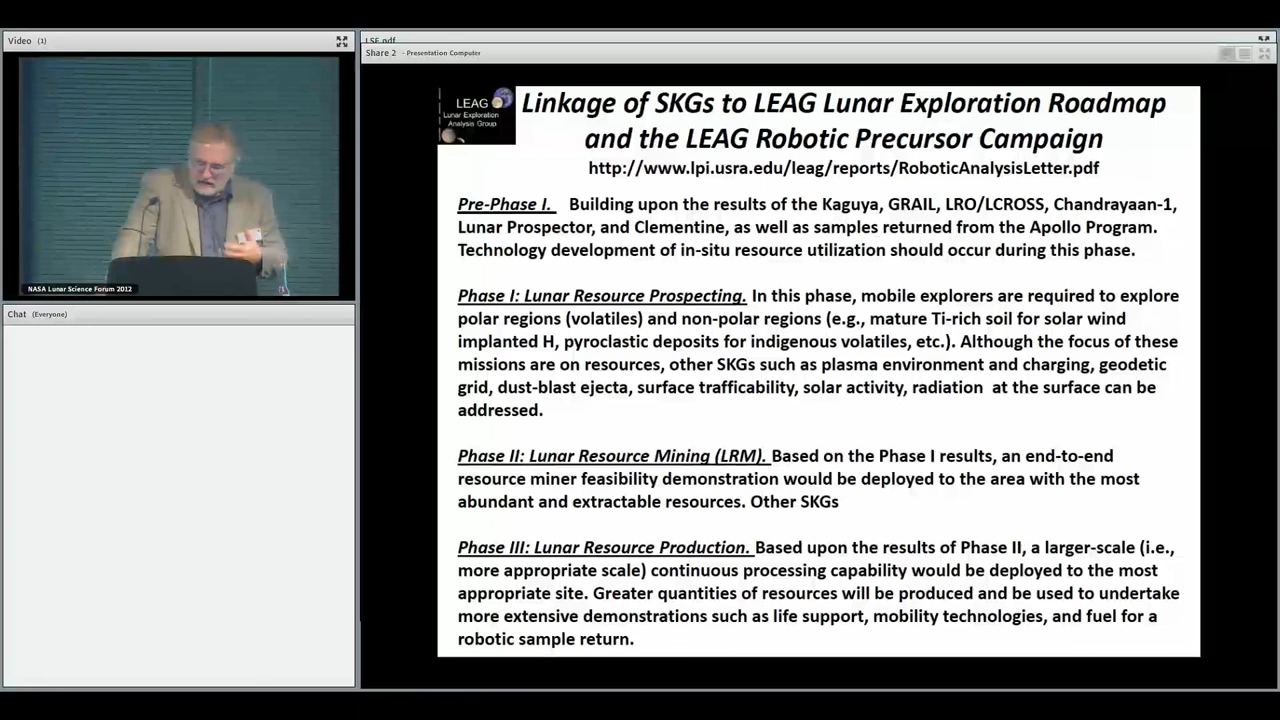 Video (1)
NASA Lunar Science Forum 2012
Chat (Everyone)
LSF.pdf
Share 2 - Presentation Computer
LEAG
Lunar Exploration
Analysis Group
Linkage of SKGs to LEAG Lunar Exploration Roadmap
and the LEAG Robotic Precursor Campaign
http://www.lpi.usra.edu/leag/reports/RoboticAnalysisLetter.pdf
Pre-Phase I. Building upon the results of the Kaguya, GRAIL, LRO/LCROSS, Chandrayaan-1,
Lunar Prospector, and Clementine, as well as samples returned from the Apollo Program.
Technology development of in-situ resource utilization should occur during this phase.
Phase I: Lunar Resource Prospecting. In this phase, mobile explorers are required to explore
polar regions (volatiles) and non-polar regions (e.g., mature Ti-rich soil for solar wind
implanted H, pyroclastic deposits for indigenous volatiles, etc.). Although the focus of these
missions are on resources, other SKGs such as plasma environment and charging, geodetic
grid, dust-blast ejecta, surface trafficability, solar activity, radiation at the surface can be
addressed.
Phase II: Lunar Resource Mining (LRM). Based on the Phase I results, an end-to-end
resource miner feasibility demonstration would be deployed to the area with the most
abundant and extractable resources. Other SKGs
Phase III: Lunar Resource Production. Based upon the results of Phase II, a larger-scale (i.e.,
more appropriate scale) continuous processing capability would be deployed to the most
appropriate site. Greater quantities of resources will be produced and be used to undertake
more extensive demonstrations such as life support, mobility technologies, and fuel for a
robotic sample return.